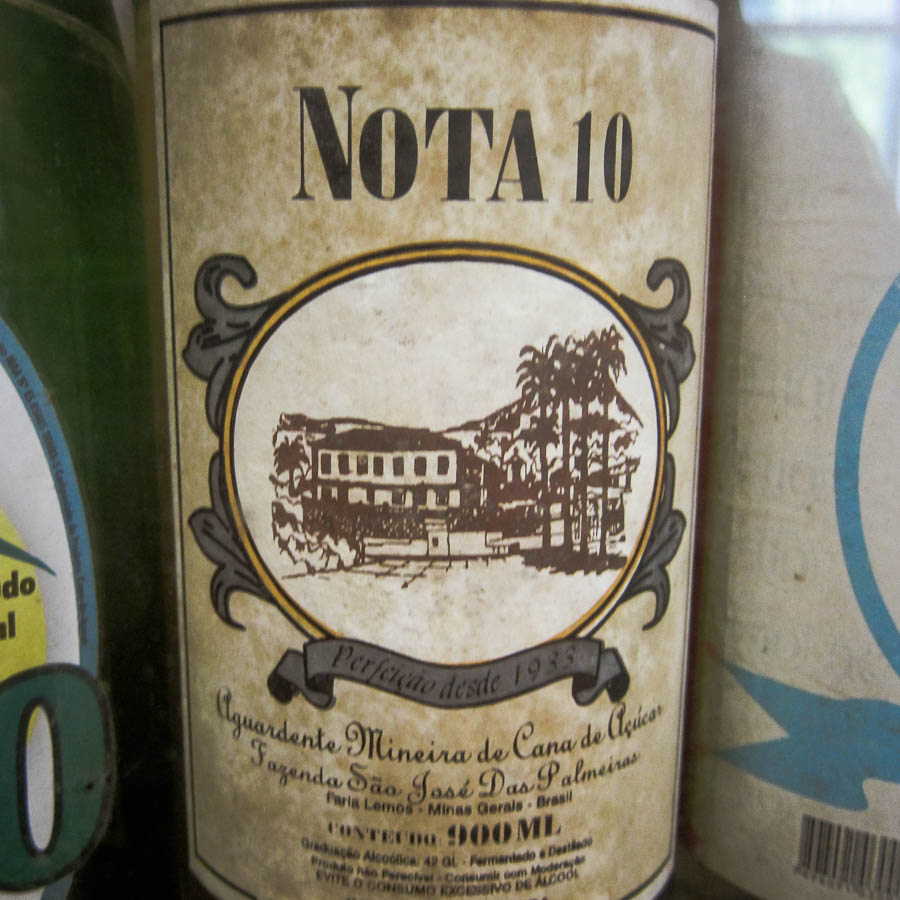 NOTA 10
Perfeição desde 1933
Aguardente Mineira de Cana de Açúcar
Fazenda São José Das Palmeiras
Faria Lemos - Minas Gerais - Brasil
CONTEÚDO: 900ML
Graduação Alcoólica: 42 GL - Fermentado e Destilado
Produto não Perecível - Consumir com Moderação
EVITE O CONSUMO EXCESSIVO DE ÁLCOOL